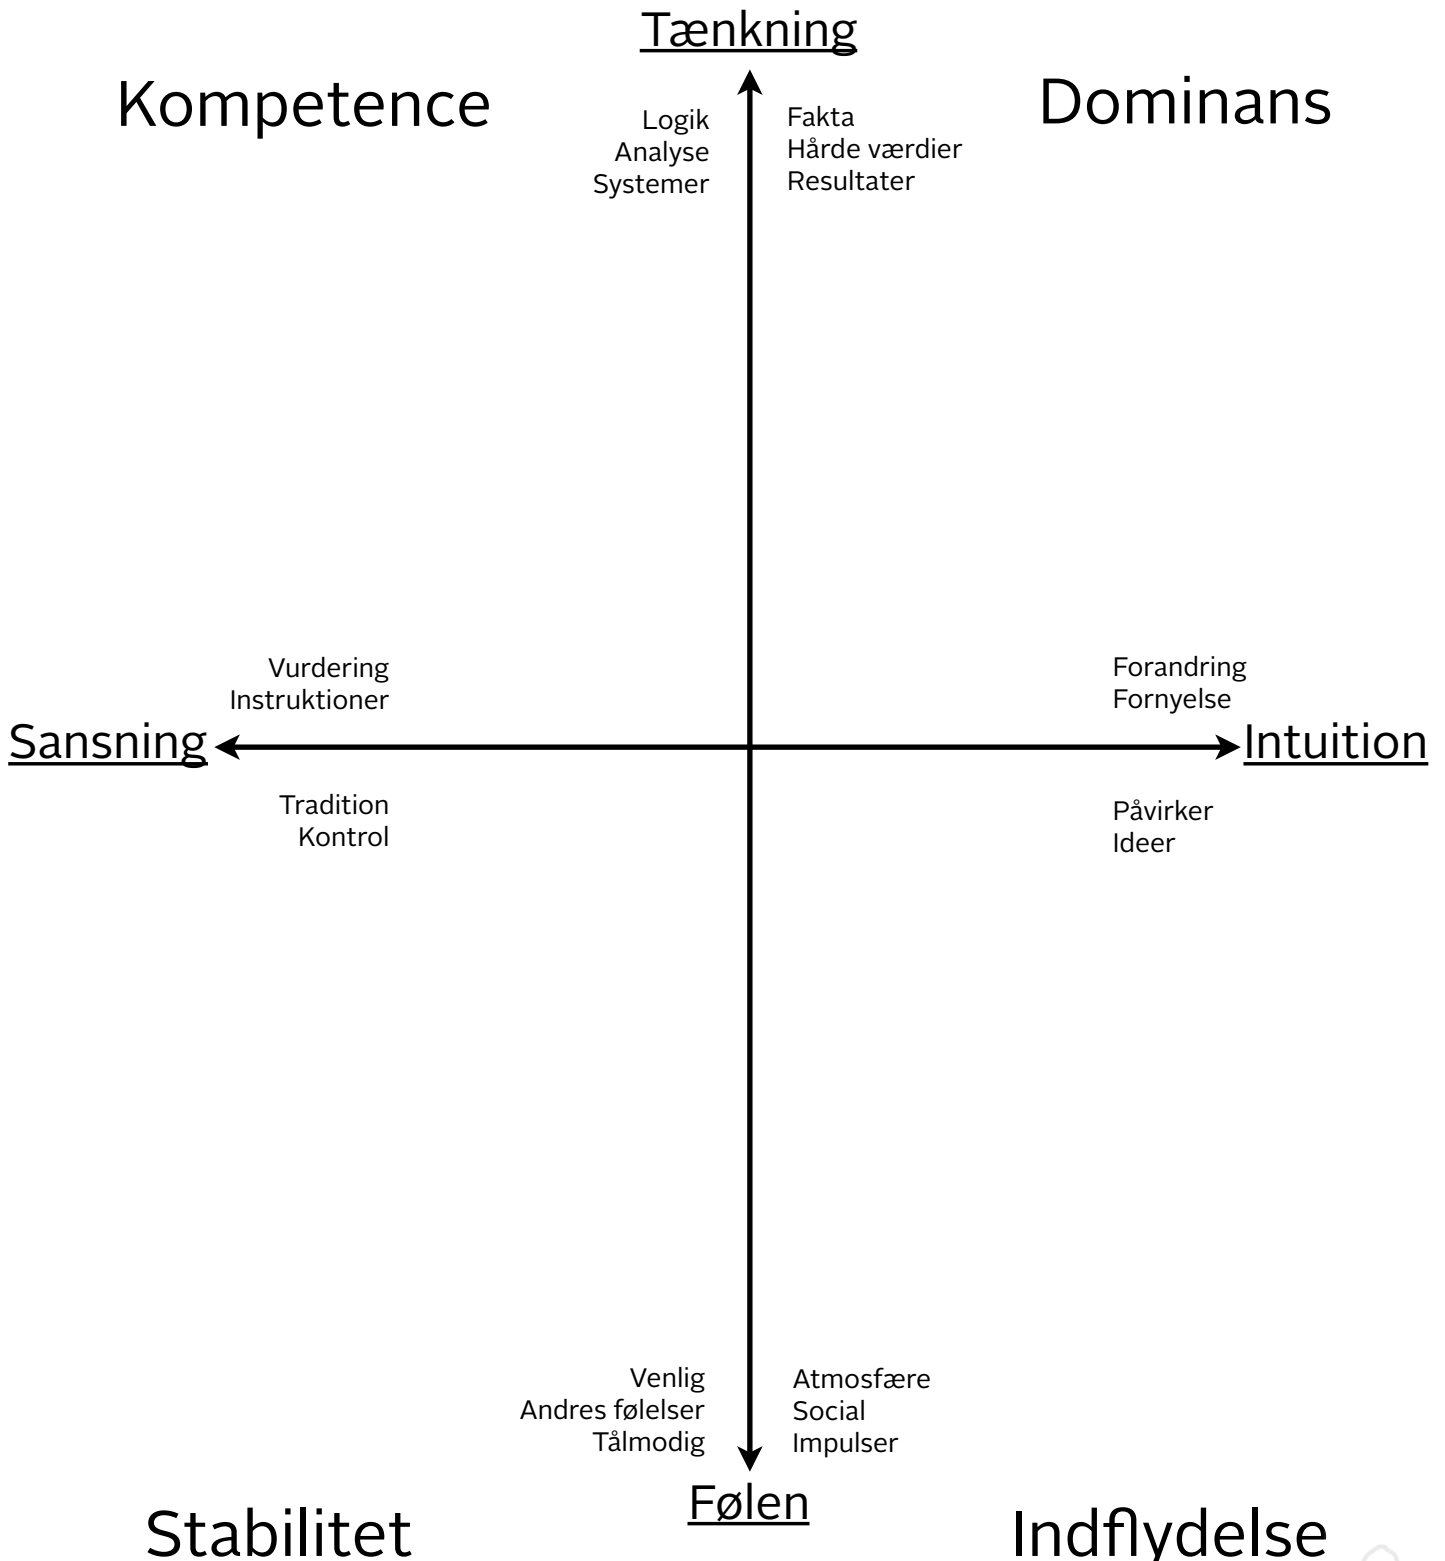 Tænkning
Kompetence
Dominans
Logik
Analyse
Systemer
Fakta
Hårde værdier
Resultater
Vurdering
Instruktioner
Forandring
Fornyelse
Sansning
Intuition
Tradition
Kontrol
Påvirker
Ideer
Venlig
Andres følelser
Tålmodig
Atmosfære
Social
Impulser
Følen
Stabilitet
Indflydelse